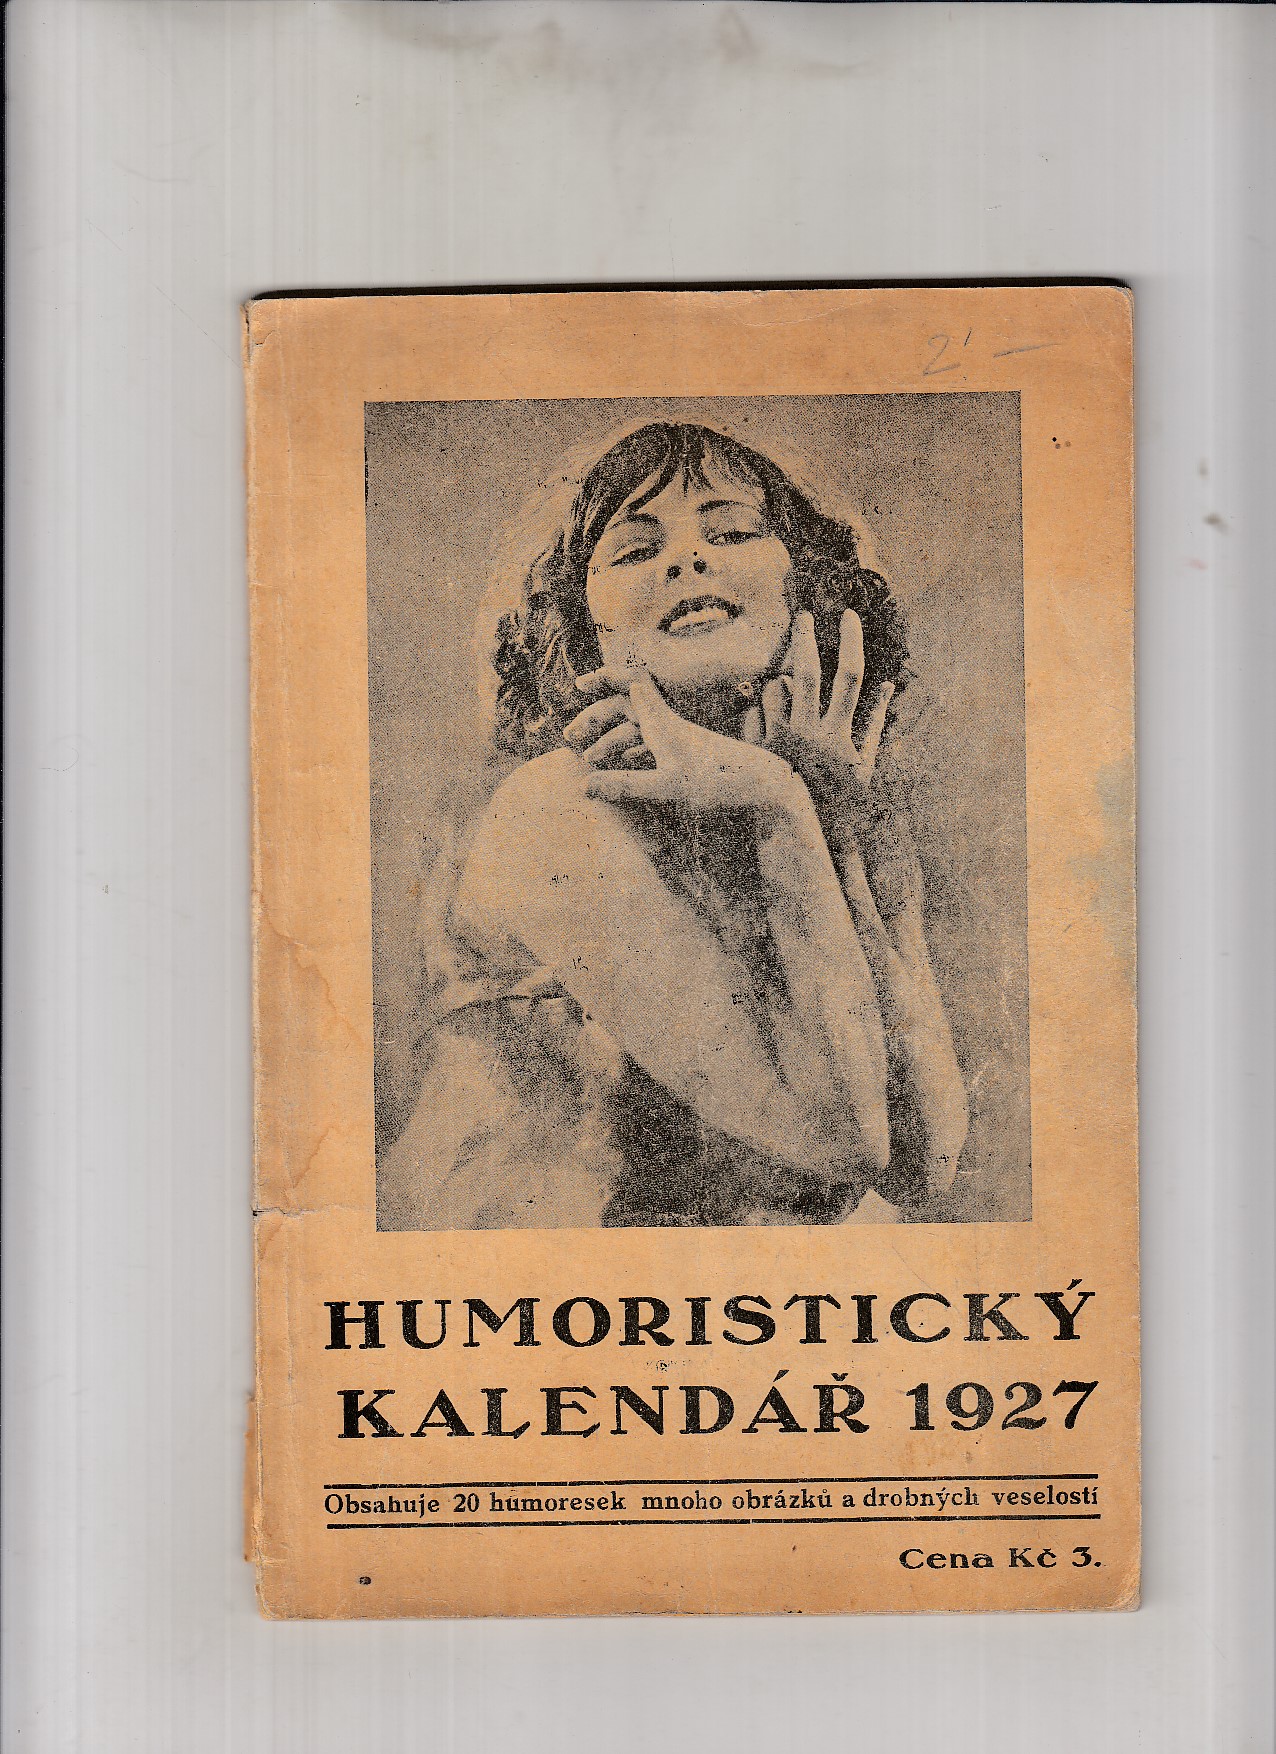 2'—
HUMORISTICKÝ
KALENDÁŘ 1927
Obsahuje 20 humoresek mnoho obrázků a drobných veselostí
Cena Kč 3.